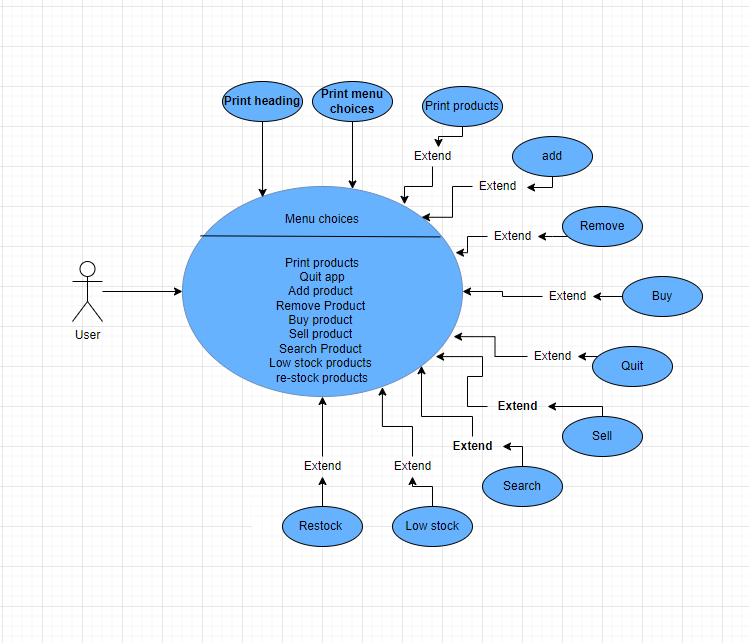 Print heading
Print menu
choices
Print products
Extend
add
Extend
Menu choices
Remove
Extend
Print products
Quit app
Add product
Remove Product
Buy product
Sell product
Search Product
Low stock products
re-stock products
User
Buy
Extend
Extend
Quit
Extend
Sell
Extend
Search
Extend
Extend
Restock
Low stock